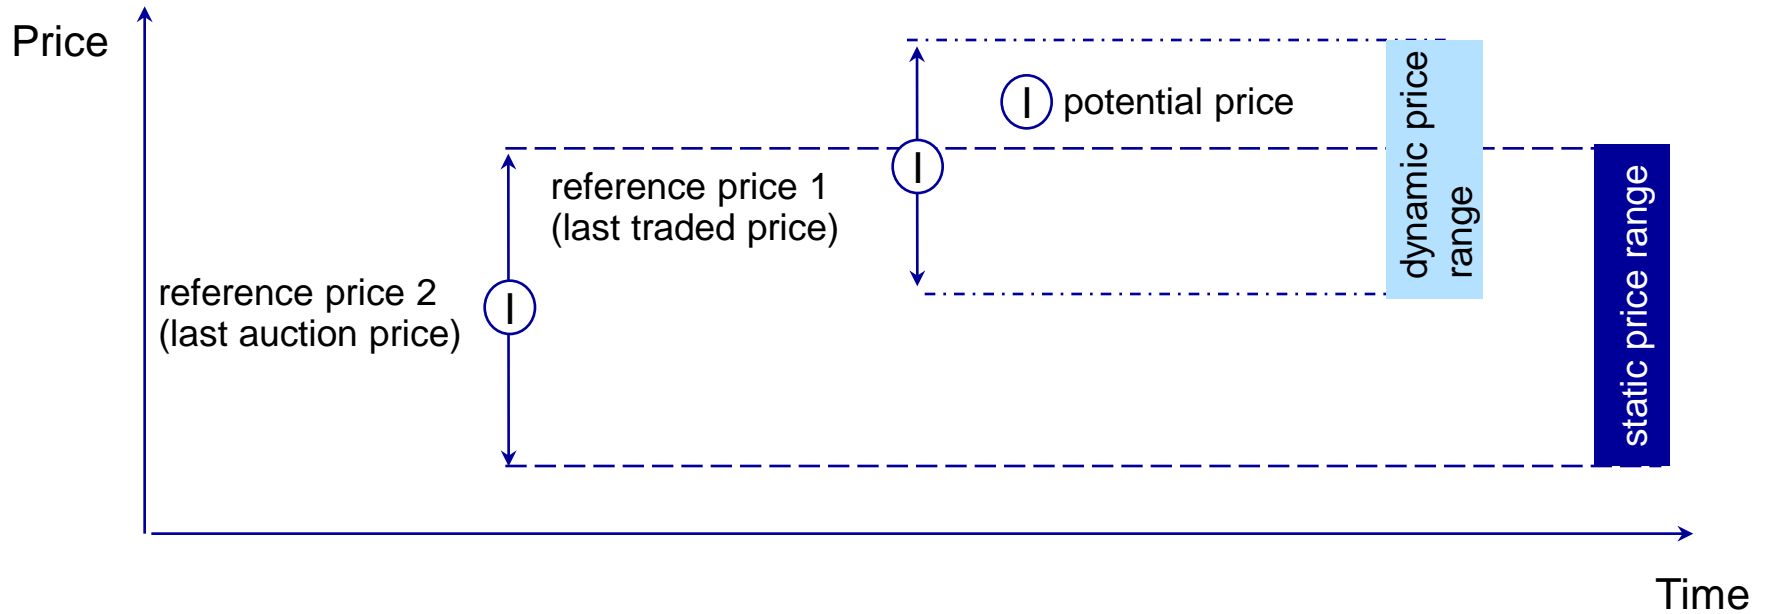 Price
I potential price
I
reference price 1
(last traded price)
reference price 2
(last auction price)
I
dynamic price
range
static price range
Time